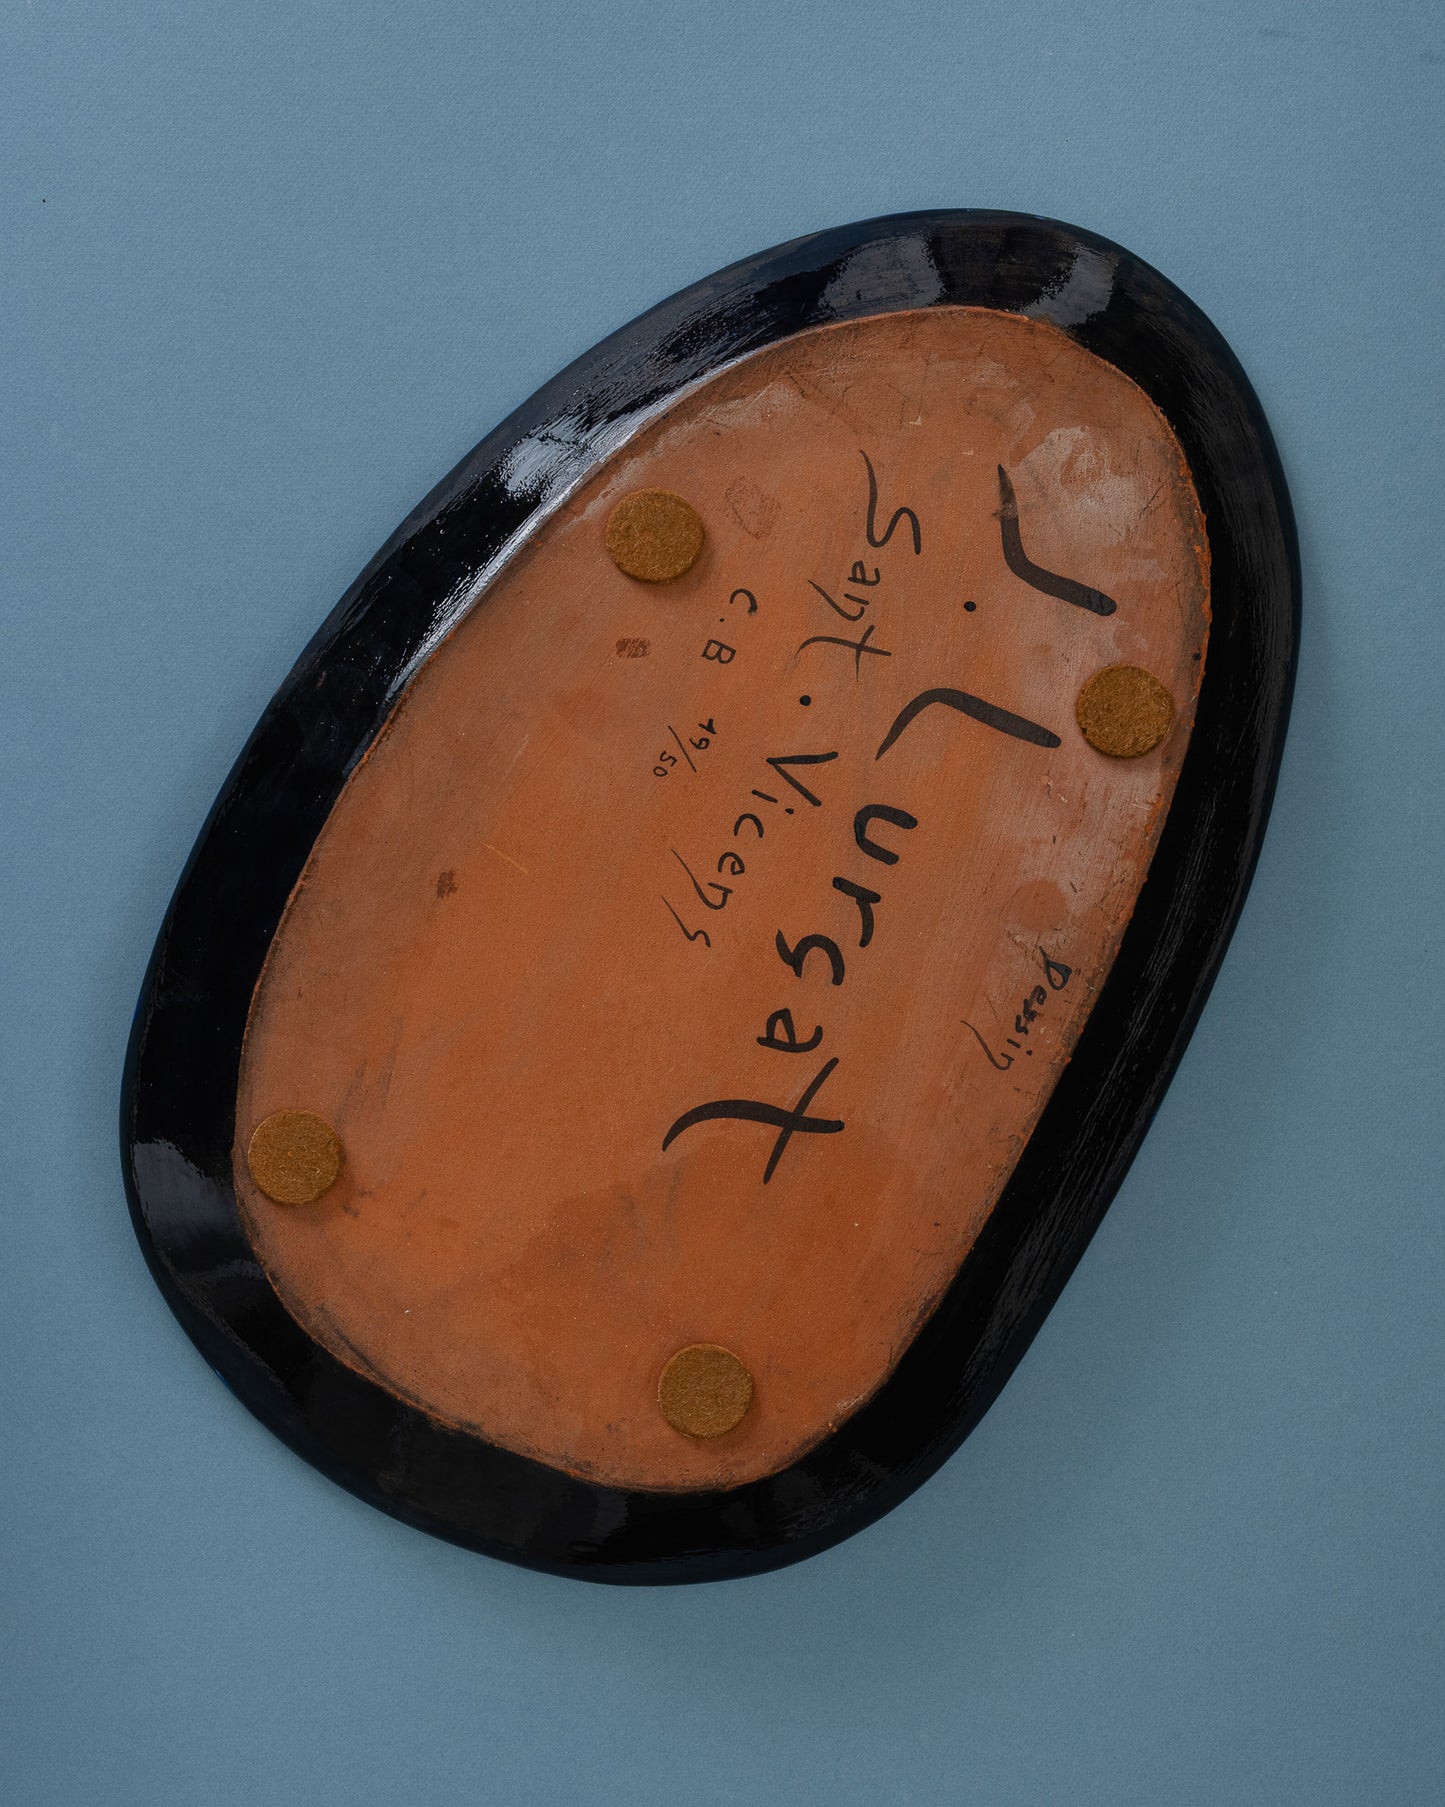 Dessin
J. Lurçat
Sant. Vicens
C.B 19/50